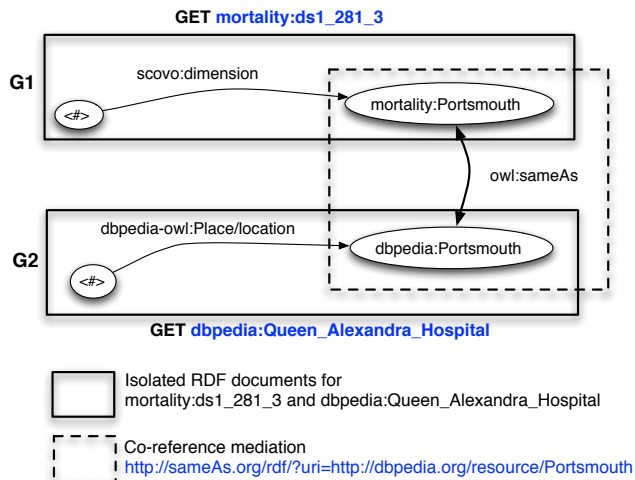 GET mortality:ds1_281_3
G1
scovo:dimension
<#>
mortality:Portsmouth
owl:sameAs
dbpedia-owl:Place/location
G2
<#>
dbpedia:Portsmouth
GET dbpedia:Queen_Alexandra_Hospital
Isolated RDF documents for
mortality:ds1_281_3 and dbpedia:Queen_Alexandra_Hospital
Co-reference mediation
http://sameAs.org/rdf/?uri=http://dbpedia.org/resource/Portsmouth